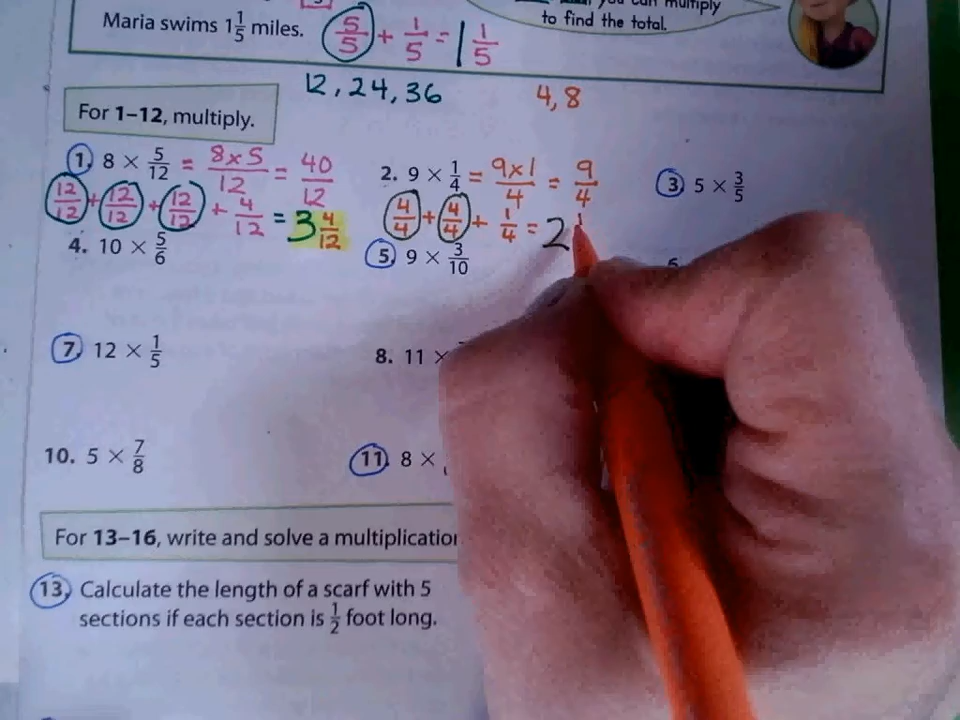 you can multiply
to find the total.
Maria swims 1 1/5 miles. 5/5 + 1/5 = 1 1/5
12, 24, 36 4, 8
For 1–12, multiply.
1. 8 × 5/12 = 8x5/12 = 40/12
2. 9 × 1/4 = 9x1/4 = 9/4
3. 5 × 3/5
12/12 + 12/12 + 12/12 + 4/12 = 3 4/12
4/4 + 4/4 + 1/4 = 2 1
4. 10 × 5/6
5. 9 × 3/10
7. 12 × 1/5
8. 11 ×
10. 5 × 7/8
11. 8 ×
For 13–16, write and solve a multiplication
13. Calculate the length of a scarf with 5
sections if each section is 1/2 foot long.